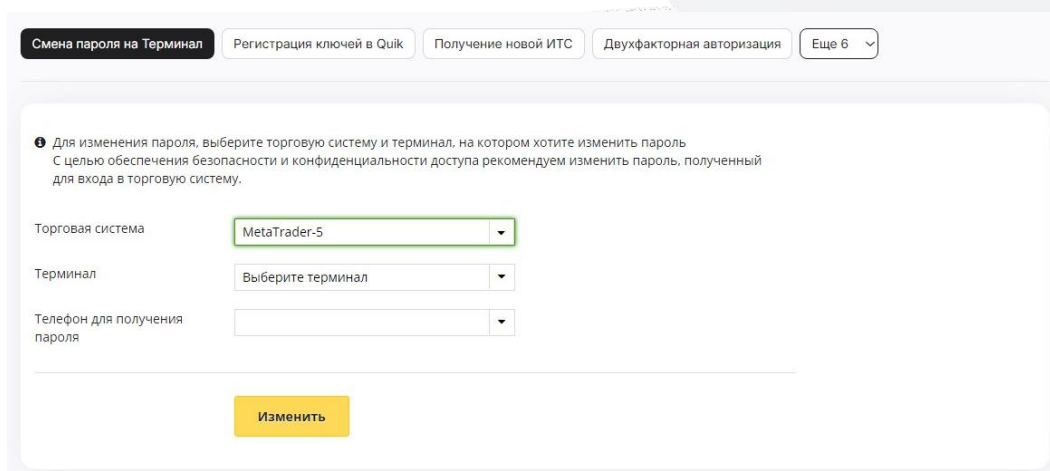 Смена пароля на Терминал
Регистрация ключей в Quik
Получение новой ИТС
Двухфакторная авторизация
Еще 6
Для изменения пароля, выберите торговую систему и терминал, на котором хотите изменить пароль
С целью обеспечения безопасности и конфиденциальности доступа рекомендуем изменить пароль, полученный
для входа в торговую систему.
Торговая система
MetaTrader-5
Терминал
Выберите терминал
Телефон для получения
пароля
Изменить